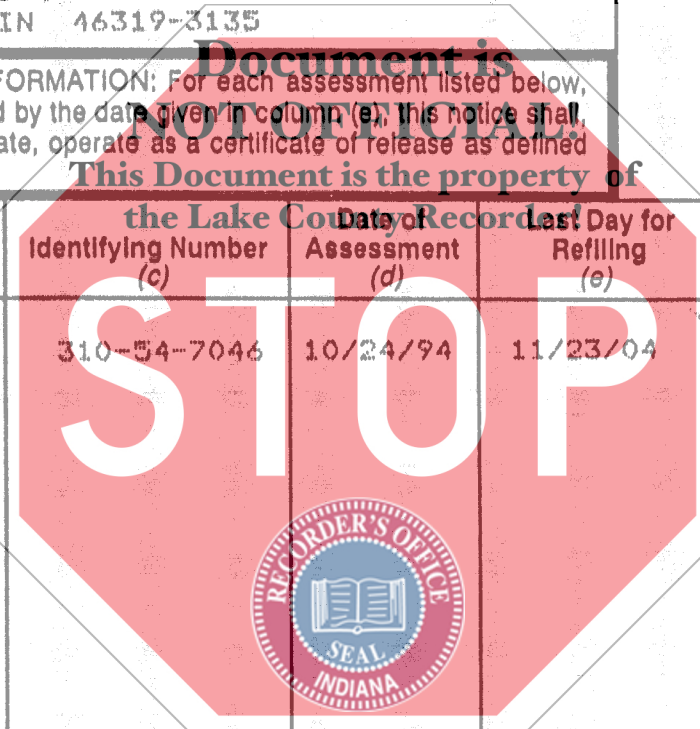 IN 46319-3135
Document is
FORMATION: For each assessment listed below,
d by the date given in column (e), this notice shall,
NOT OFFICIAL!
ate, operate as a certificate of release as defined
This Document is the property of
the Lake County Recorder!
Identifying Number
(c)
Date of
Assessment
(d)
Last Day for
Refiling
(e)
310-54-7046 10/24/94 11/23/04
STOP
RECORDER'S OFFICE
SEAL
INDIANA